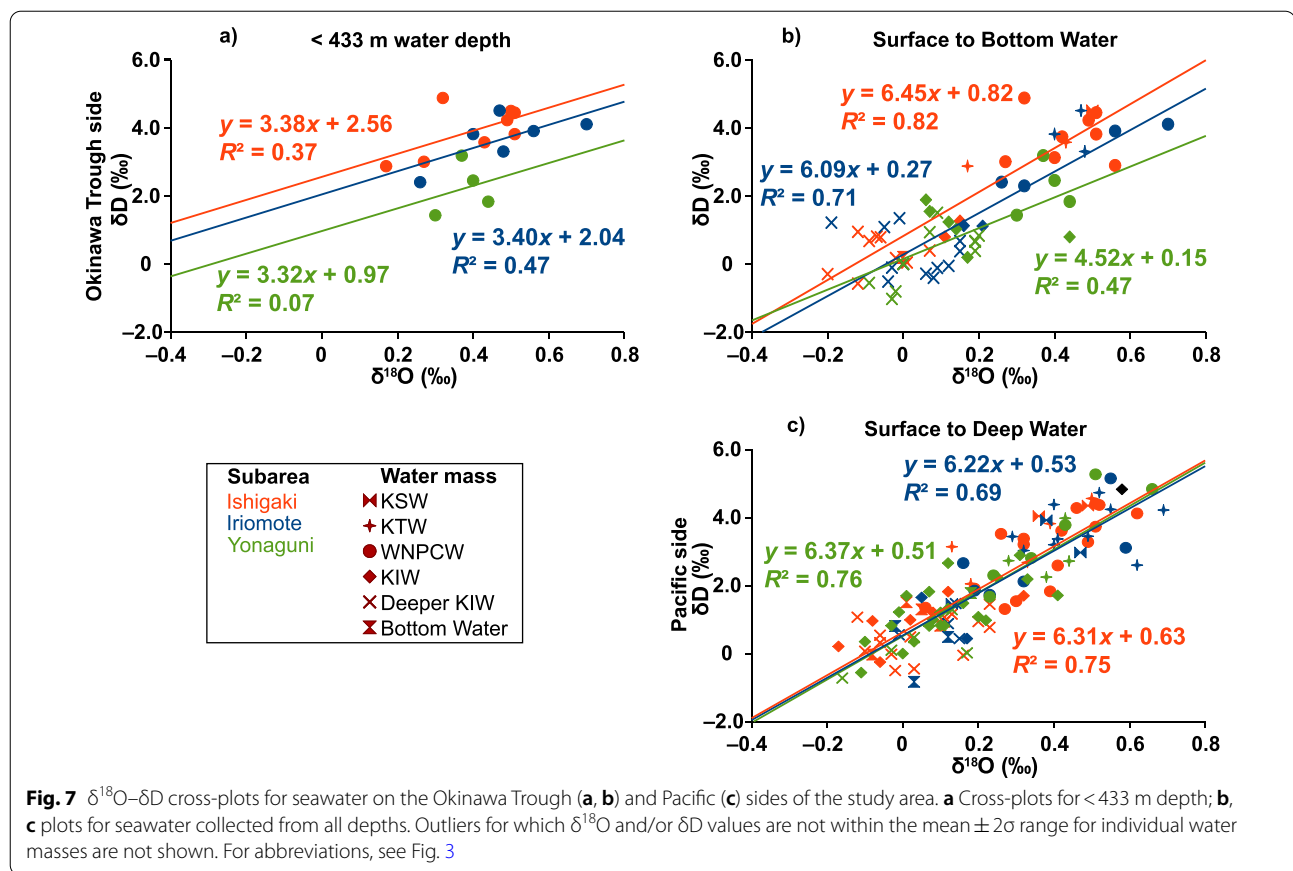 a)
< 433 m water depth
Okinawa Trough side
δD (‰)
6.0
4.0
2.0
0
–2.0
y = 3.38x + 2.56
R² = 0.37
y = 3.40x + 2.04
R² = 0.47
y = 3.32x + 0.97
R² = 0.07
–0.4 –0.2 0 0.2 0.4 0.6 0.8
δ¹⁸O (‰)
b)
Surface to Bottom Water
δD (‰)
6.0
4.0
2.0
0
–2.0
y = 6.45x + 0.82
R² = 0.82
y = 6.09x + 0.27
R² = 0.71
y = 4.52x + 0.15
R² = 0.47
–0.4 –0.2 0 0.2 0.4 0.6 0.8
δ¹⁸O (‰)
Subarea
Ishigaki
Iriomote
Yonaguni
Water mass
KSW
KTW
WNPCW
KIW
Deeper KIW
Bottom Water
c)
Surface to Deep Water
Pacific side
δD (‰)
6.0
4.0
2.0
0
–2.0
y = 6.22x + 0.53
R² = 0.69
y = 6.37x + 0.51
R² = 0.76
y = 6.31x + 0.63
R² = 0.75
–0.4 –0.2 0 0.2 0.4 0.6 0.8
δ¹⁸O (‰)
Fig. 7 δ¹⁸O–δD cross-plots for seawater on the Okinawa Trough (a, b) and Pacific (c) sides of the study area. a Cross-plots for < 433 m depth; b,
c plots for seawater collected from all depths. Outliers for which δ¹⁸O and/or δD values are not within the mean ± 2σ range for individual water
masses are not shown. For abbreviations, see Fig. 3